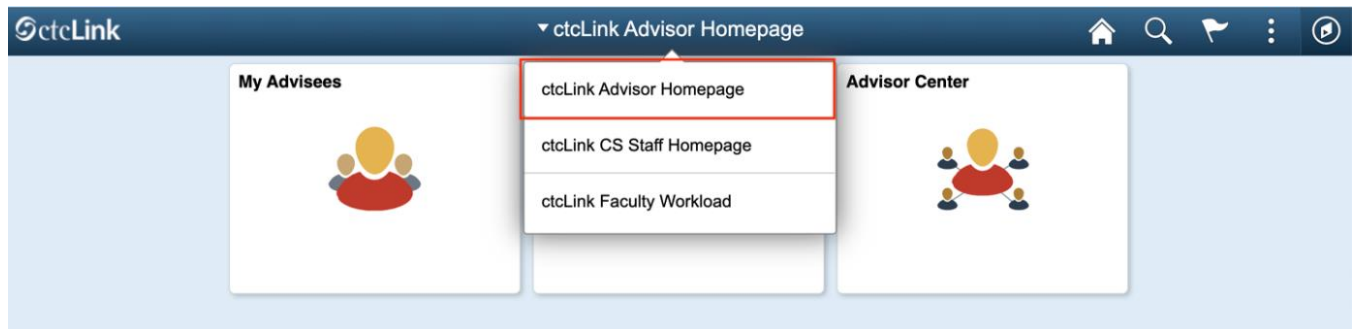 ctcLink
ctcLink Advisor Homepage
My Advisees
ctcLink Advisor Homepage
ctcLink CS Staff Homepage
ctcLink Faculty Workload
Advisor Center